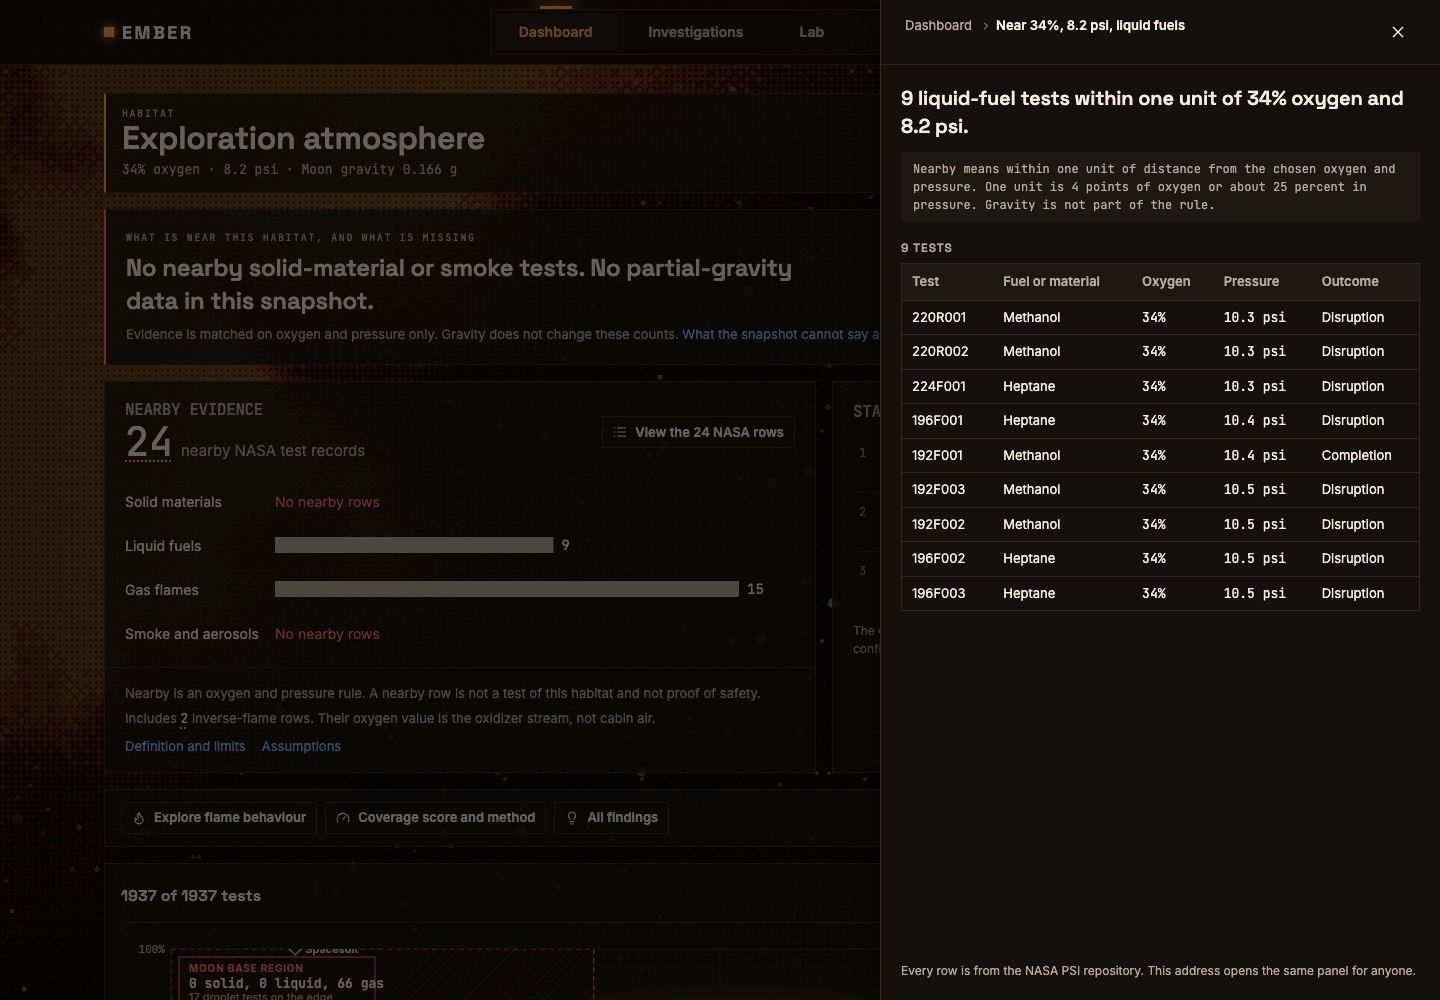 EMBER
Dashboard
Investigations
Lab
HABITAT
Exploration atmosphere
34% oxygen · 8.2 psi · Moon gravity 0.166 g
WHAT IS NEAR THIS HABITAT, AND WHAT IS MISSING
No nearby solid-material or smoke tests. No partial-gravity
data in this snapshot.
Evidence is matched on oxygen and pressure only. Gravity does not change these counts. What the snapshot cannot say a
NEARBY EVIDENCE
24 nearby NASA test records
View the 24 NASA rows
Solid materials No nearby rows
Liquid fuels 9
Gas flames 15
Smoke and aerosols No nearby rows
Nearby is an oxygen and pressure rule. A nearby row is not a test of this habitat and not proof of safety.
Includes 2 inverse-flame rows. Their oxygen value is the oxidizer stream, not cabin air.
Definition and limits Assumptions
STA
1
2
3
The
confi
Explore flame behaviour
Coverage score and method
All findings
1937 of 1937 tests
100%
Spacesuit
MOON BASE REGION
0 solid, 0 liquid, 66 gas
17 droplet tests on the edge
Dashboard › Near 34%, 8.2 psi, liquid fuels
9 liquid-fuel tests within one unit of 34% oxygen and
8.2 psi.
Nearby means within one unit of distance from the chosen oxygen and
pressure. One unit is 4 points of oxygen or about 25 percent in
pressure. Gravity is not part of the rule.
9 TESTS
Test Fuel or material Oxygen Pressure Outcome
220R001 Methanol 34% 10.3 psi Disruption
220R002 Methanol 34% 10.3 psi Disruption
224F001 Heptane 34% 10.3 psi Disruption
196F001 Heptane 34% 10.4 psi Disruption
192F001 Methanol 34% 10.4 psi Completion
192F003 Methanol 34% 10.5 psi Disruption
192F002 Methanol 34% 10.5 psi Disruption
196F002 Heptane 34% 10.5 psi Disruption
196F003 Heptane 34% 10.5 psi Disruption
Every row is from the NASA PSI repository. This address opens the same panel for anyone.